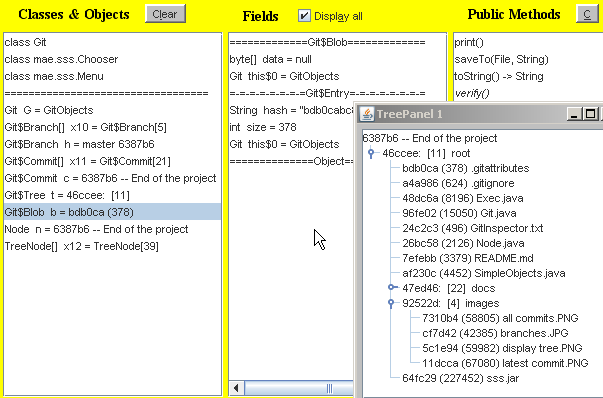 Classes & Objects
Clear
class Git
class mae.sss.Chooser
class mae.sss.Menu
==================================
Git  G = GitObjects
Git$Branch[]  x10 = Git$Branch[5]
Git$Branch  h = master 6387b6
Git$Commit[]  x11 = Git$Commit[21]
Git$Commit  c = 6387b6 -- End of the project
Git$Tree  t = 46ccee:  [11]
Git$Blob  b = bdb0ca (378)
Node  n = 6387b6 -- End of the project
TreeNode[]  x12 = TreeNode[39]
Fields
Display all
=============Git$Blob=============
byte[]  data = null
Git  this$0 = GitObjects
-=-=-=-=-=-=-Git$Entry-=-=-=-=-=-=-
String  hash = "bdb0cabc
int  size = 378
Git  this$0 = GitObjects
==============Object==
Public Methods
C
print()
saveTo(File, String)
toString() -> String
verify()
TreePanel 1
6387b6 -- End of the project
46ccee:  [11]  root
bdb0ca (378) .gitattributes
a4a986 (624) .gitignore
48dc6a (8196) Exec.java
96fe02 (15050) Git.java
24c2c3 (496) GitInspector.txt
26bc58 (2126) Node.java
7efebb (3379) README.md
af230c (4452) SimpleObjects.java
47ed46:  [22]  docs
92522d:  [4]  images
7310b4 (58805) all commits.PNG
cf7d42 (42385) branches.JPG
5c1e94 (59982) display tree.PNG
11dcca (67080) latest commit.PNG
64fc29 (227452) sss.jar